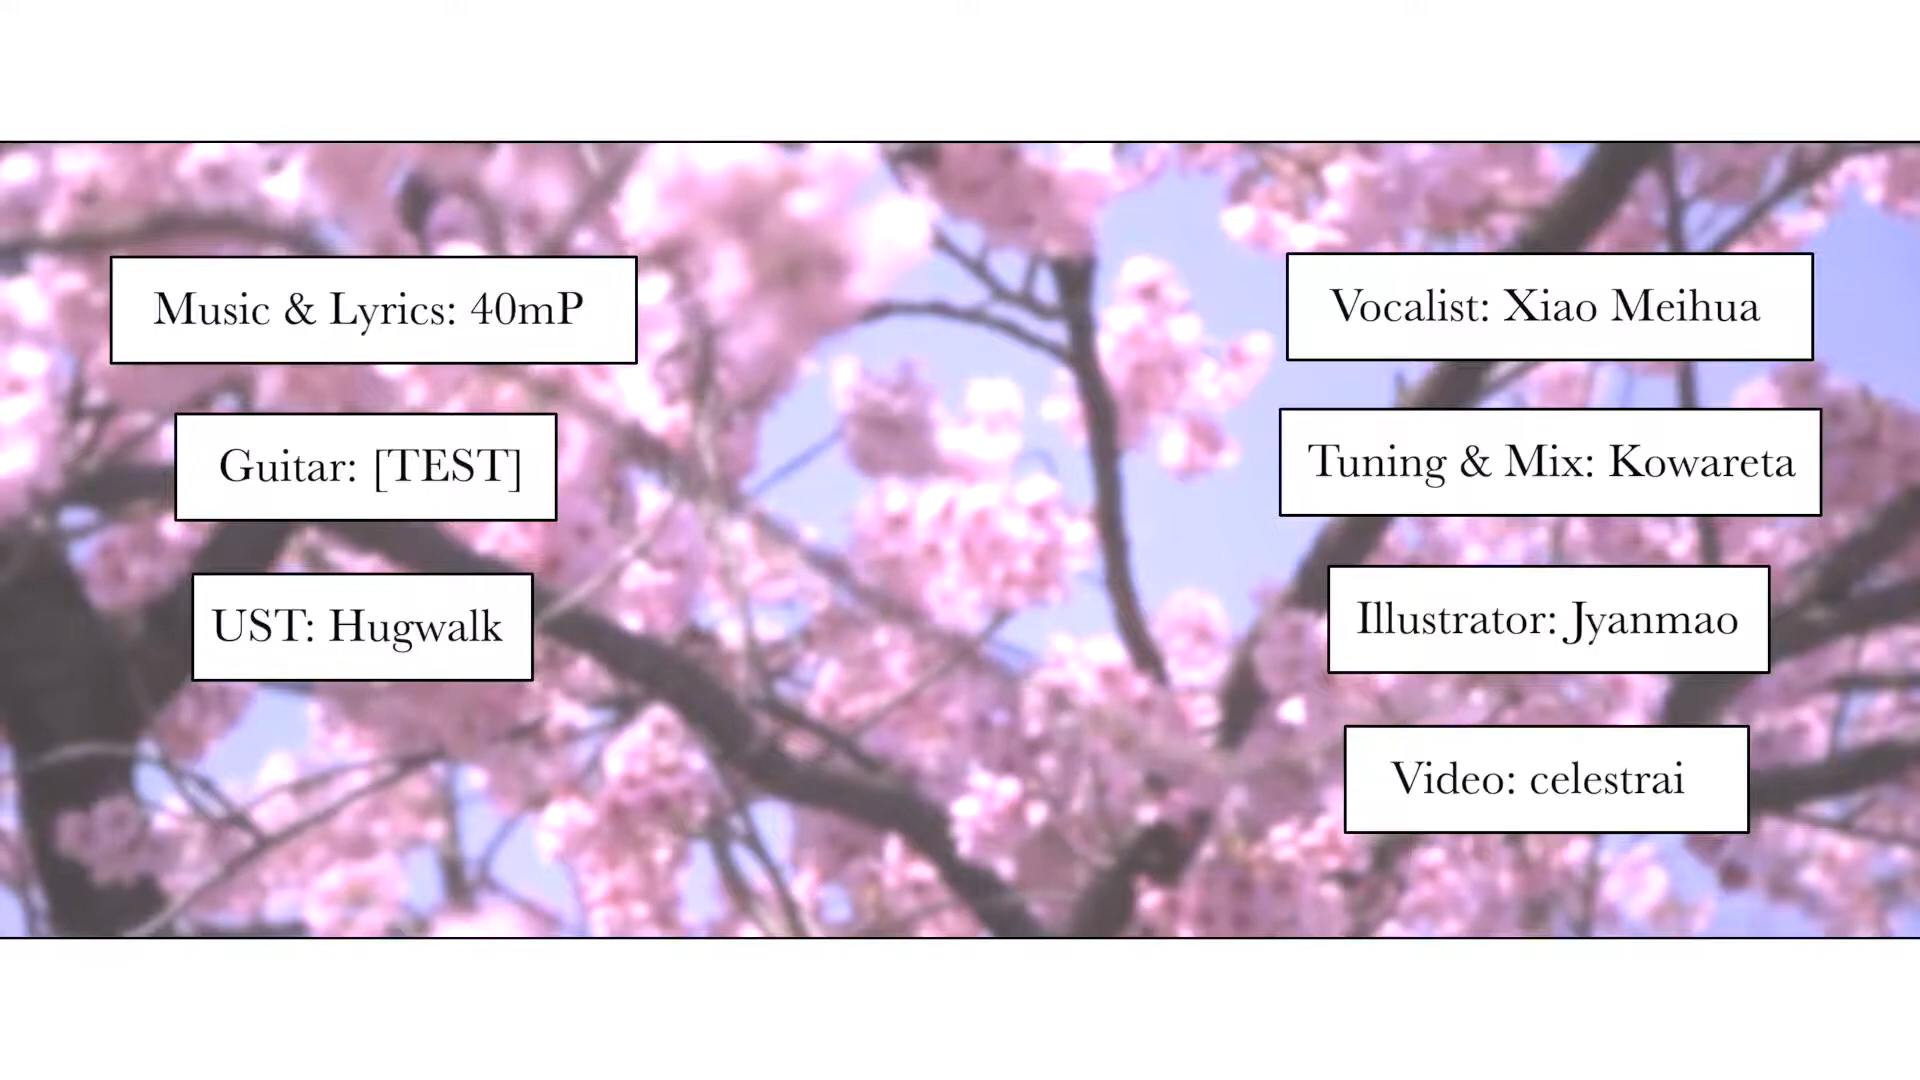 Music & Lyrics: 40mP
Guitar: [TEST]
UST: Hugwalk
Vocalist: Xiao Meihua
Tuning & Mix: Kowareta
Illustrator: Jyanmao
Video: celestrai